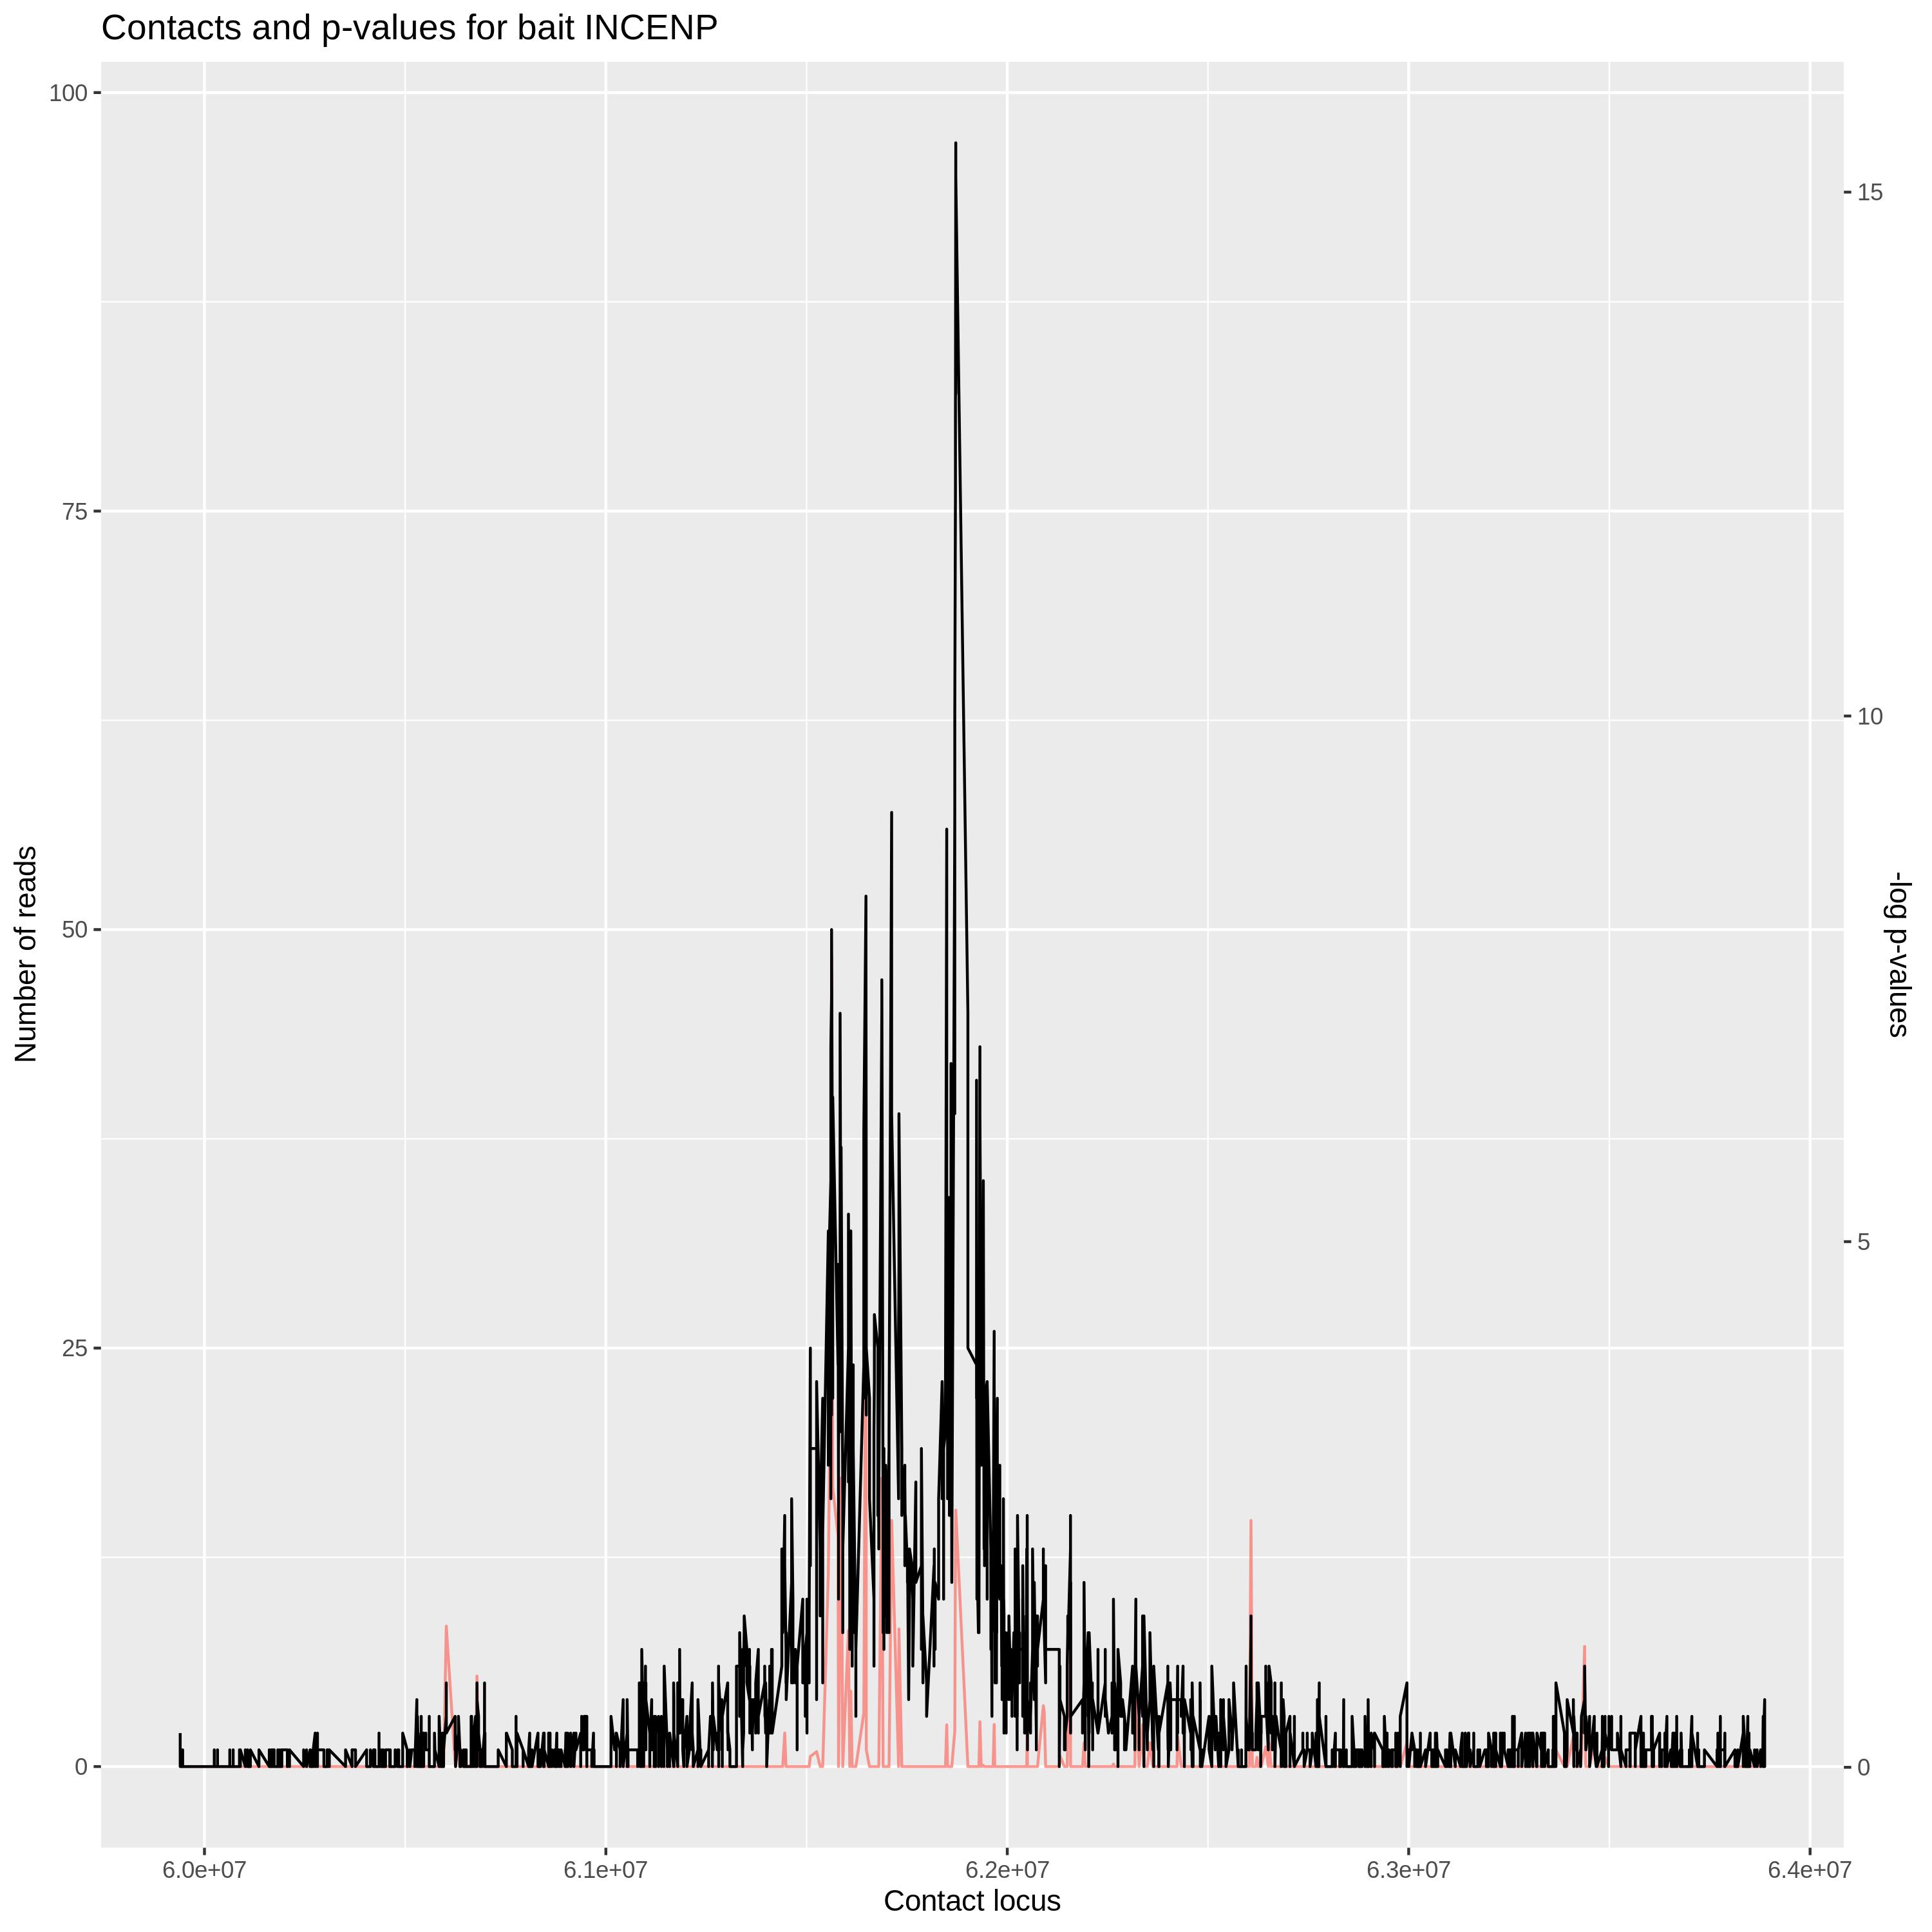 Contacts and p-values for bait INCENP
100
75
50
25
0
Number of reads
15
10
5
0
-log p-values
6.0e+07 6.1e+07 6.2e+07 6.3e+07 6.4e+07
Contact locus